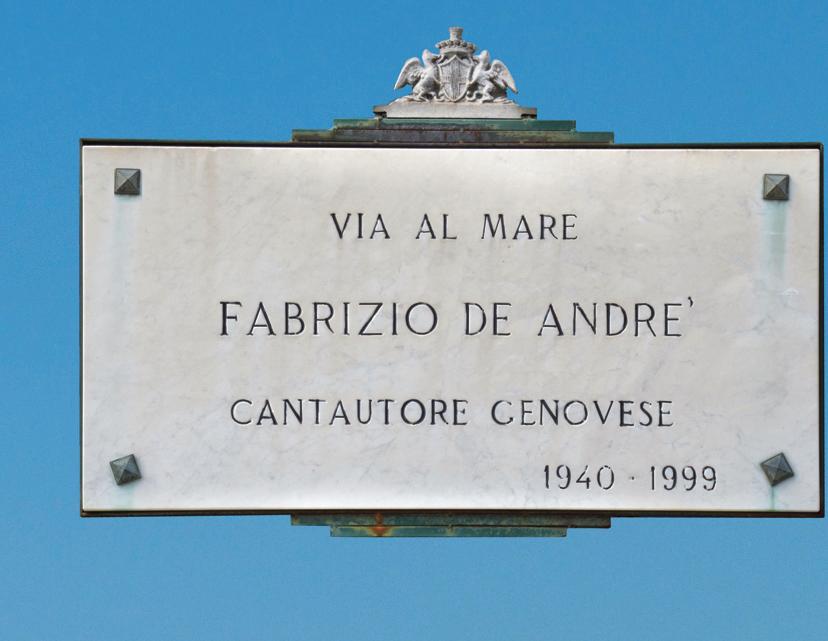 VIA AL MARE
FABRIZIO DE ANDRE'
CANTAUTORE GENOVESE
1940 · 1999